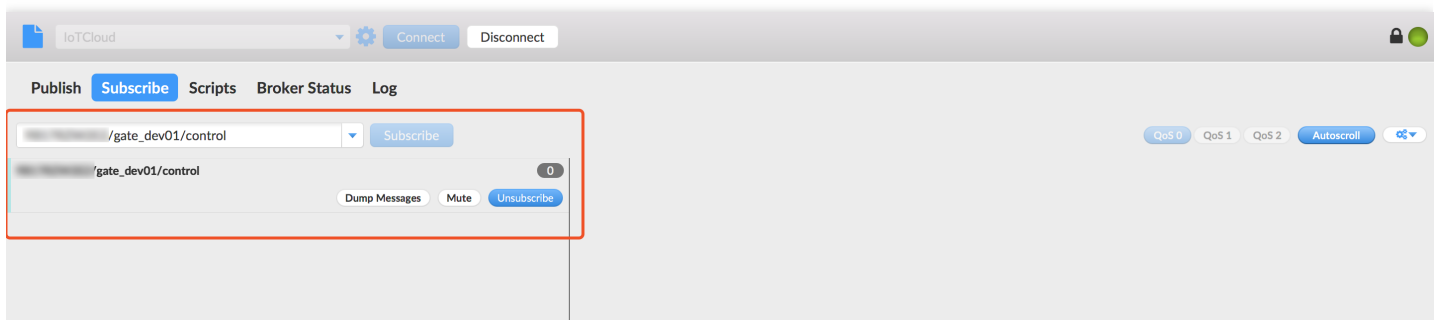 IoTCloud Connect Disconnect
Publish Subscribe Scripts Broker Status Log
/gate_dev01/control Subscribe QoS 0 QoS 1 QoS 2 Autoscroll
/gate_dev01/control 0
Dump Messages Mute Unsubscribe